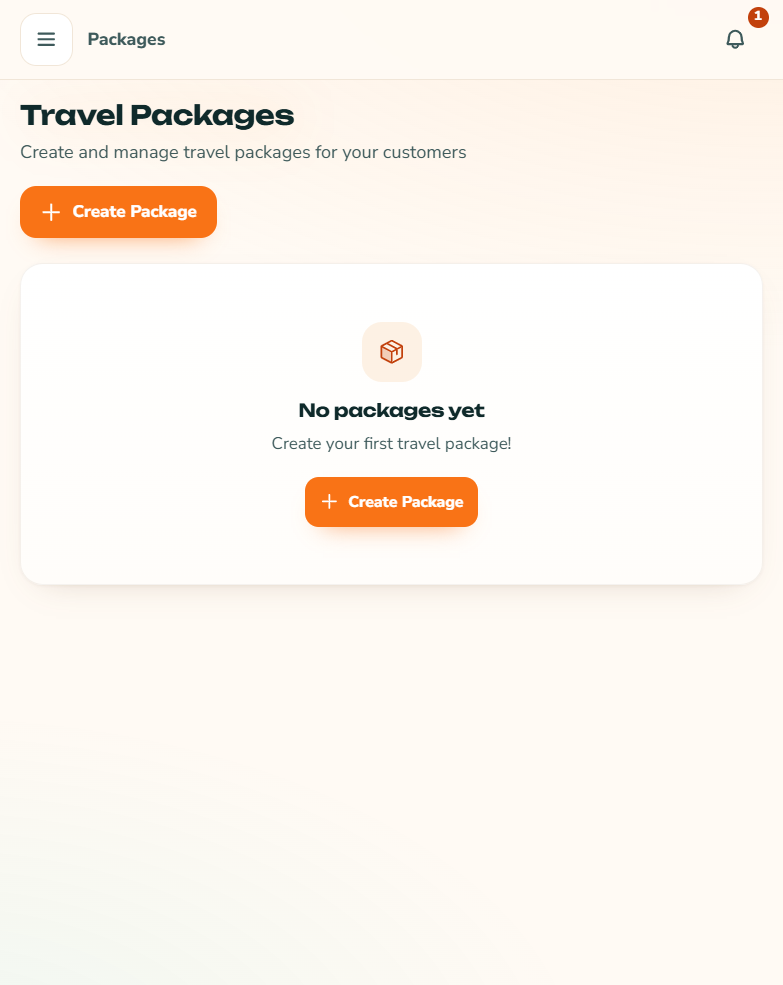 Packages
1
Travel Packages
Create and manage travel packages for your customers
Create Package
No packages yet
Create your first travel package!
Create Package